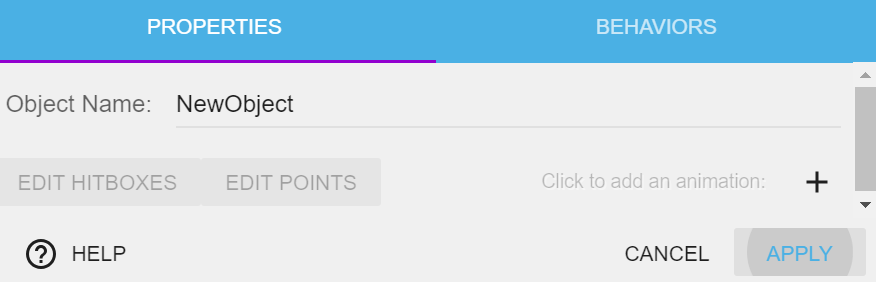 PROPERTIES BEHAVIORS
Object Name: NewObject
EDIT HITBOXES EDIT POINTS Click to add an animation: +
HELP CANCEL APPLY